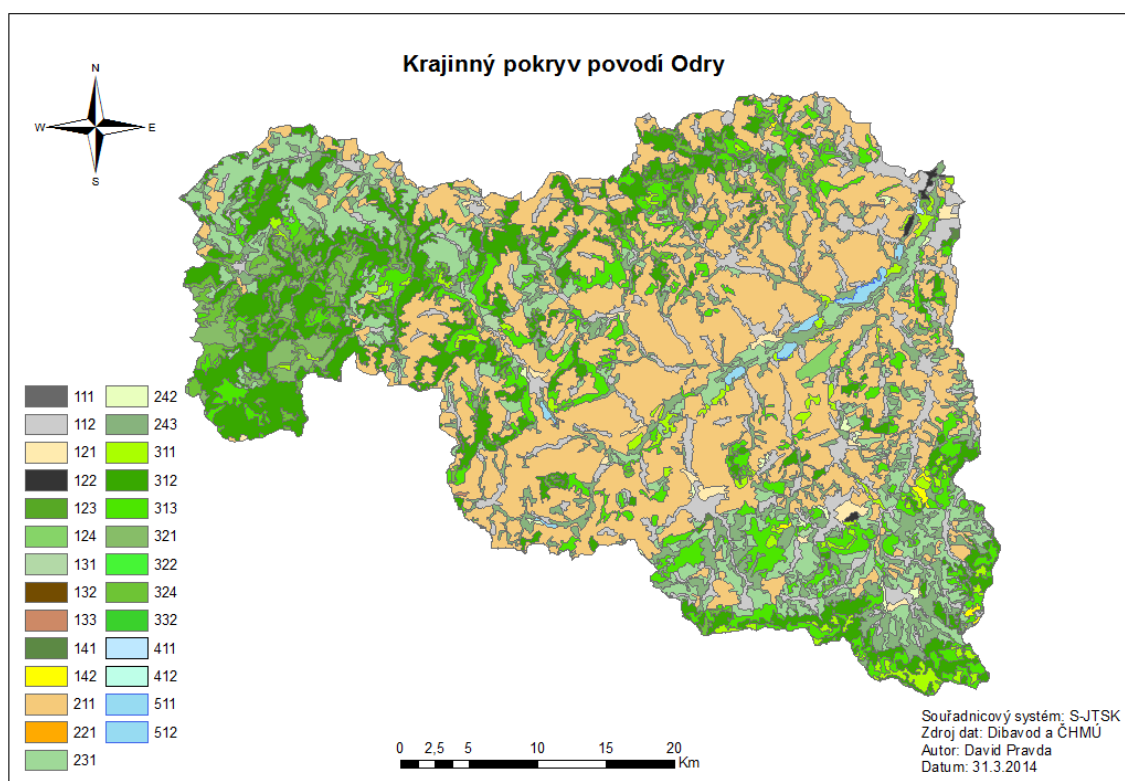 Krajinný pokryv povodí Odry
N
W E
S
111 242
112 243
121 311
122 312
123 313
124 321
131 322
132 324
133 332
141 411
142 412
211 511
221 512
231
0 2,5 5 10 15 20
Km
Souřadnicový systém: S-JTSK
Zdroj dat: Dibavod a ČHMÚ
Autor: David Pravda
Datum: 31.3.2014